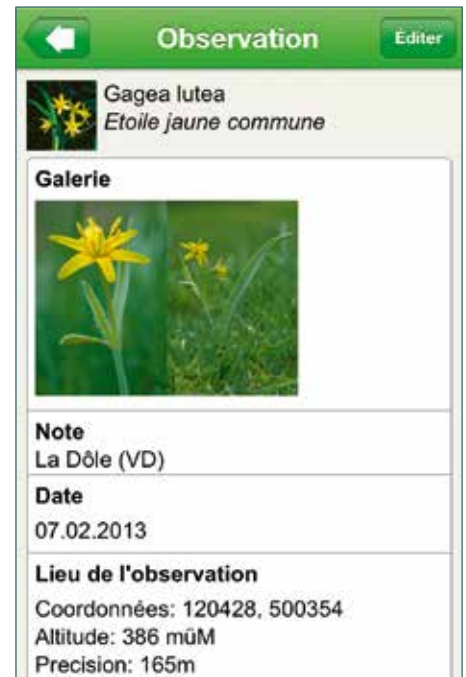 Observation
Éditer
Gagea lutea
Etoile jaune commune
Galerie
Note
La Dôle (VD)
Date
07.02.2013
Lieu de l'observation
Coordonnées: 120428, 500354
Altitude: 386 müM
Precision: 165m